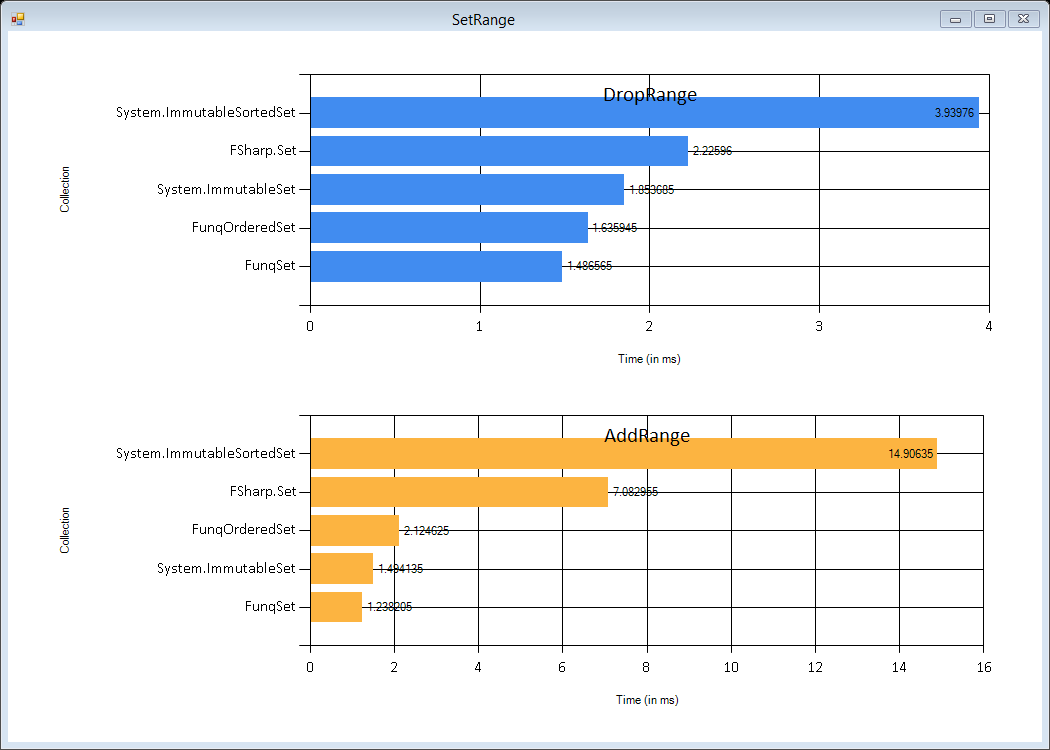 SetRange
DropRange
System.ImmutableSortedSet
3.93976
FSharp.Set
2.22596
System.ImmutableSet
1.853685
FunqOrderedSet
1.635945
FunqSet
1.486565
Collection
0 1 2 3 4
Time (in ms)
AddRange
System.ImmutableSortedSet
14.90635
FSharp.Set
7.082955
FunqOrderedSet
2.124625
System.ImmutableSet
1.494135
FunqSet
1.238205
Collection
0 2 4 6 8 10 12 14 16
Time (in ms)